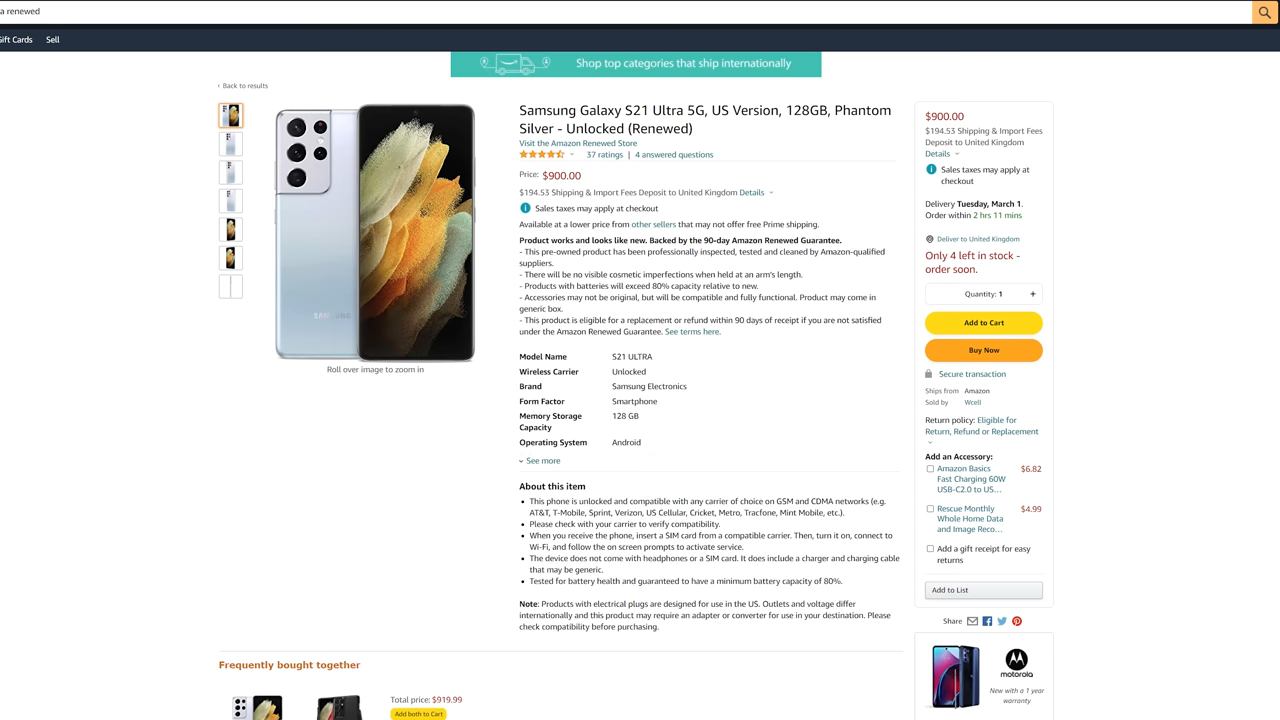 a renewed
Gift Cards Sell
Shop top categories that ship internationally
‹ Back to results
Samsung Galaxy S21 Ultra 5G, US Version, 128GB, Phantom
Silver - Unlocked (Renewed)
Visit the Amazon Renewed Store
37 ratings | 4 answered questions
Price: $900.00
$194.53 Shipping & Import Fees Deposit to United Kingdom Details
Sales taxes may apply at checkout
Available at a lower price from other sellers that may not offer free Prime shipping.
Product works and looks like new. Backed by the 90-day Amazon Renewed Guarantee.
- This pre-owned product has been professionally inspected, tested and cleaned by Amazon-qualified
suppliers.
- There will be no visible cosmetic imperfections when held at an arm's length.
- Products with batteries will exceed 80% capacity relative to new.
- Accessories may not be original, but will be compatible and fully functional. Product may come in
generic box.
- This product is eligible for a replacement or refund within 90 days of receipt if you are not satisfied
under the Amazon Renewed Guarantee. See terms here.
Roll over image to zoom in
Model Name S21 ULTRA
Wireless Carrier Unlocked
Brand Samsung Electronics
Form Factor Smartphone
Memory Storage 128 GB
Capacity
Operating System Android
See more
About this item
• This phone is unlocked and compatible with any carrier of choice on GSM and CDMA networks (e.g.
AT&T, T-Mobile, Sprint, Verizon, US Cellular, Cricket, Metro, Tracfone, Mint Mobile, etc.).
• Please check with your carrier to verify compatibility.
• When you receive the phone, insert a SIM card from a compatible carrier. Then, turn it on, connect to
Wi-Fi, and follow the on screen prompts to activate service.
• The device does not come with headphones or a SIM card. It does include a charger and charging cable
that may be generic.
• Tested for battery health and guaranteed to have a minimum battery capacity of 80%.
Note: Products with electrical plugs are designed for use in the US. Outlets and voltage differ
internationally and this product may require an adapter or converter for use in your destination. Please
check compatibility before purchasing.
Frequently bought together
Total price: $919.99
Add both to Cart
$900.00
$194.53 Shipping & Import Fees
Deposit to United Kingdom
Details
Sales taxes may apply at
checkout
Delivery Tuesday, March 1.
Order within 2 hrs 11 mins
Deliver to United Kingdom
Only 4 left in stock -
order soon.
Quantity: 1 +
Add to Cart
Buy Now
Secure transaction
Ships from Amazon
Sold by Wcell
Return policy: Eligible for
Return, Refund or Replacement
Add an Accessory:
Amazon Basics $6.82
Fast Charging 60W
USB-C2.0 to US…
Rescue Monthly $4.99
Whole Home Data
and Image Reco…
Add a gift receipt for easy
returns
Add to List
Share
motorola
New with a 1 year
warranty